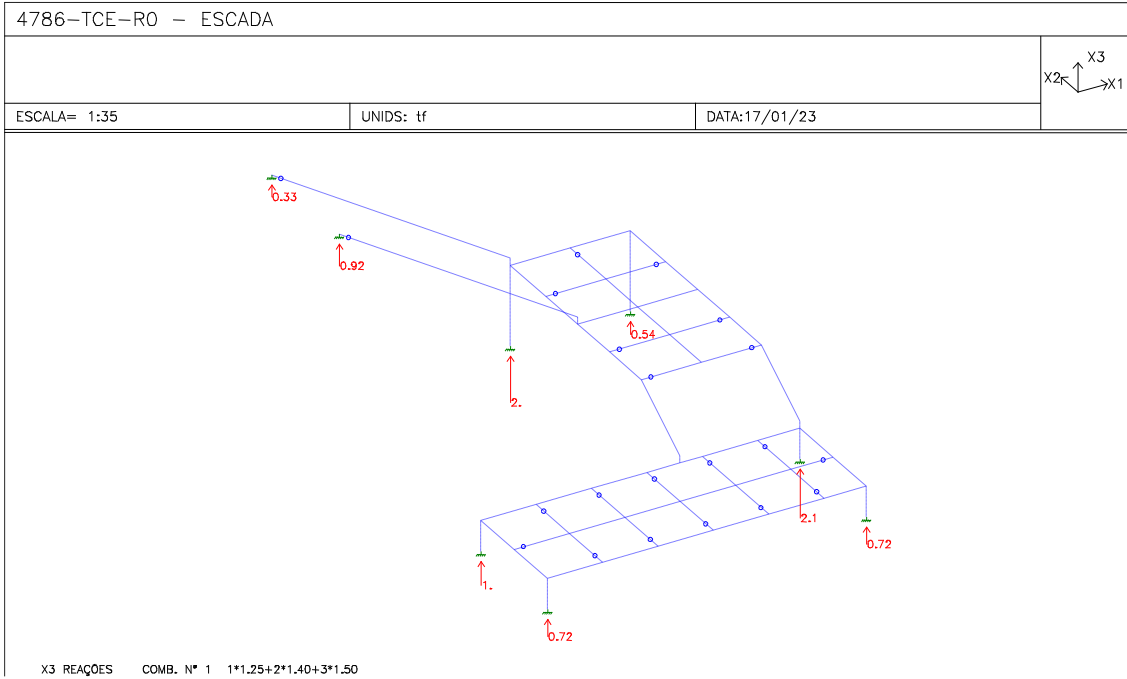 4786-TCE-RO - ESCADA
X3
X2
X1
ESCALA= 1:35
UNIDS: tf
DATA:17/01/23
0.33
0.92
0.54
2.
2.1
0.72
1.
0.72
X3 REAÇÕES COMB. Nº 1 1*1.25+2*1.40+3*1.50